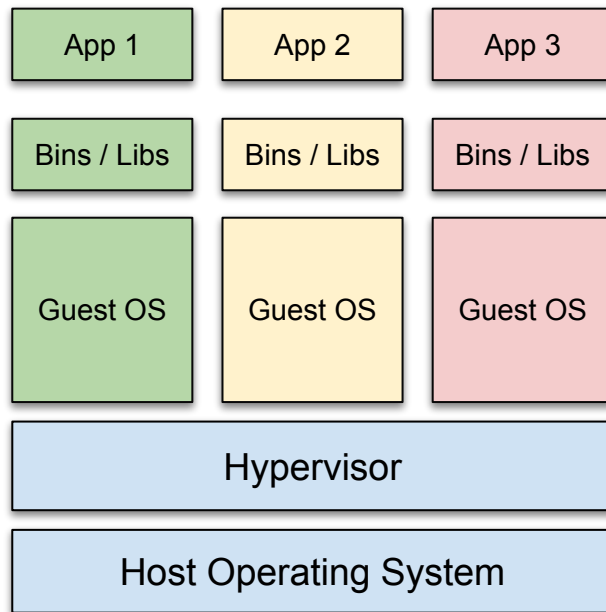 App 1
App 2
App 3
Bins / Libs
Bins / Libs
Bins / Libs
Guest OS
Guest OS
Guest OS
Hypervisor
Host Operating System